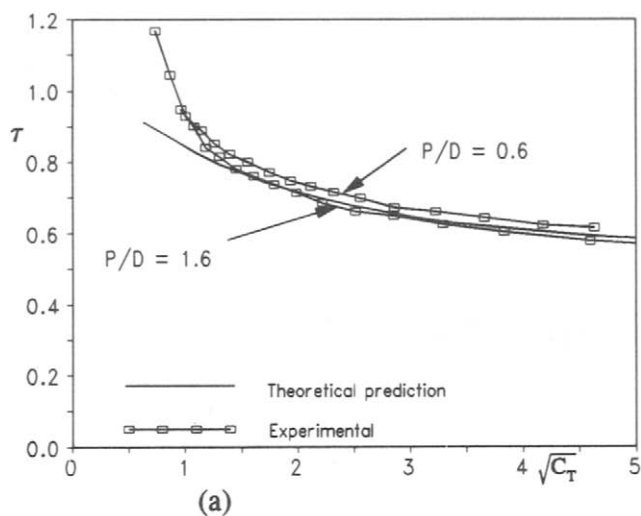 1.2
1.0
τ
0.8
0.6
0.4
0.2
0.0
P/D = 0.6
P/D = 1.6
Theoretical prediction
Experimental
0 1 2 3 4 √C_T 5
(a)